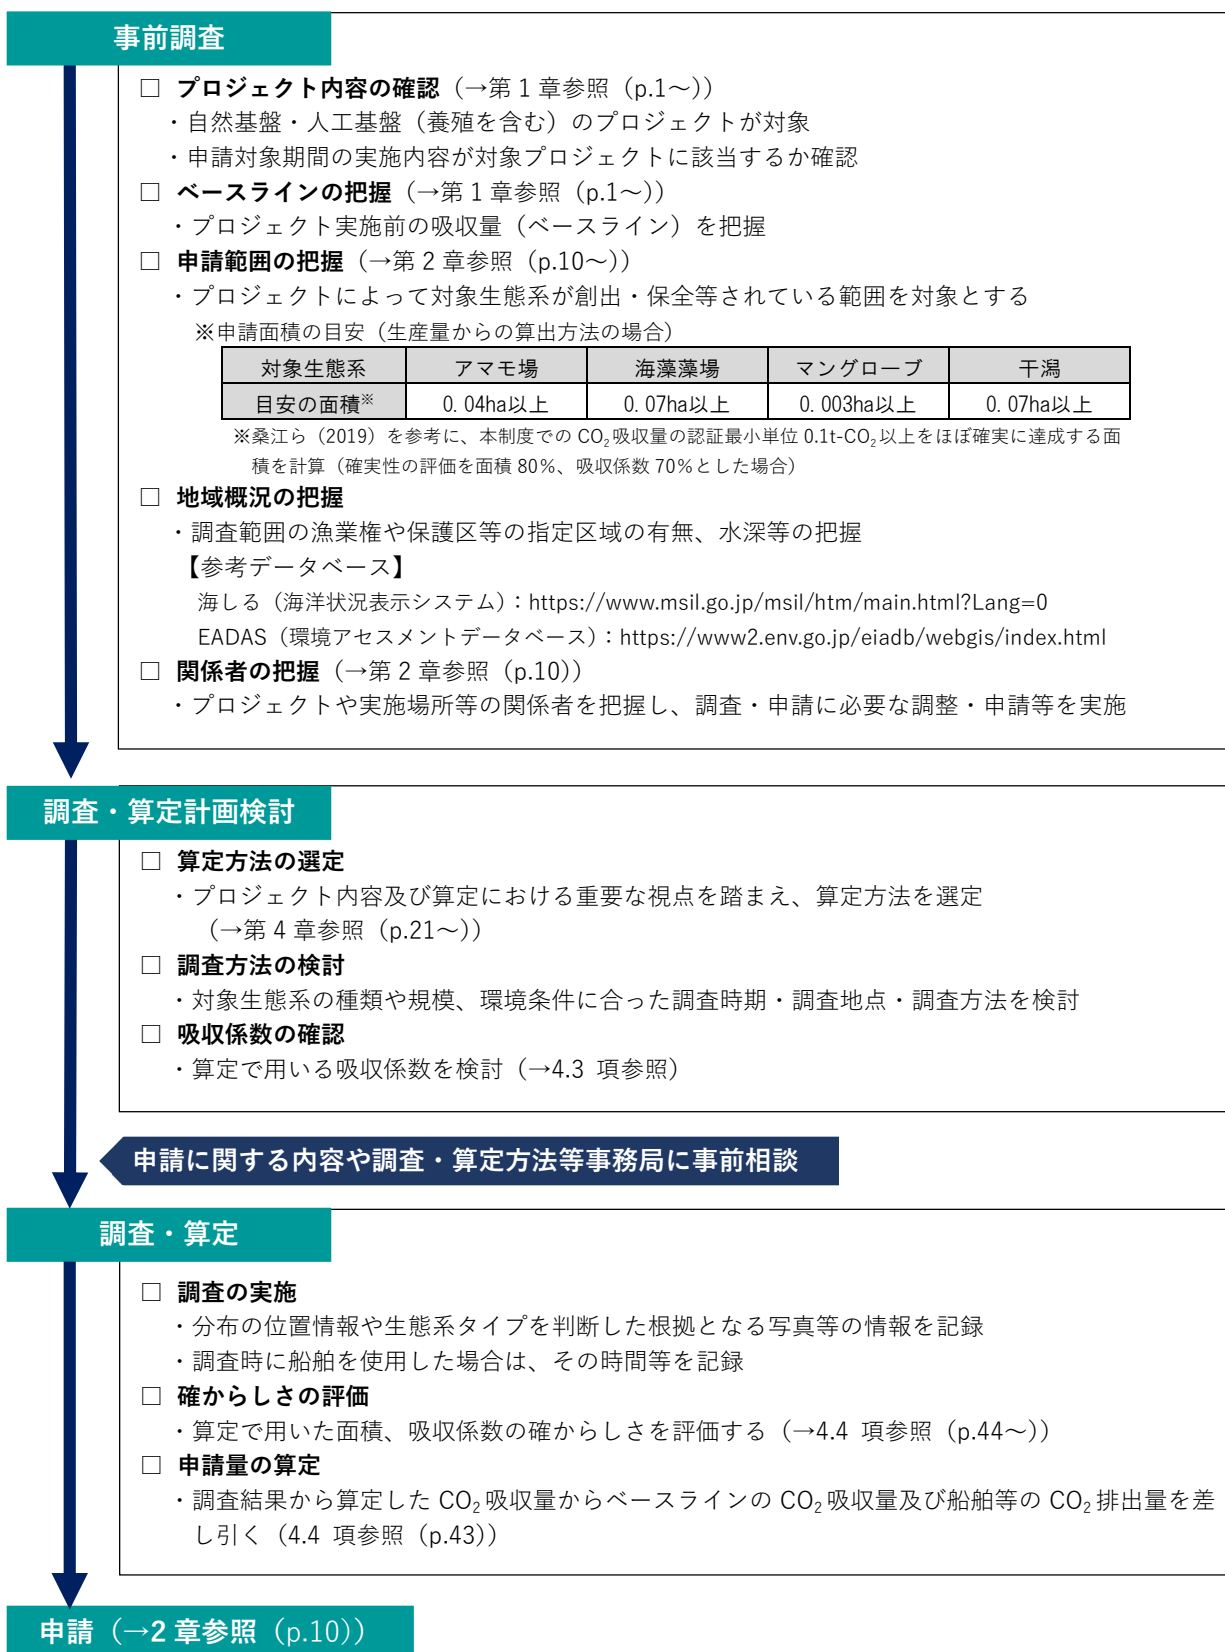 事前調査
□ プロジェクト内容の確認（→第1章参照（p.1～））
・自然基盤・人工基盤（養殖を含む）のプロジェクトが対象
・申請対象期間の実施内容が対象プロジェクトに該当するか確認
□ ベースラインの把握（→第1章参照（p.1～））
・プロジェクト実施前の吸収量（ベースライン）を把握
□ 申請範囲の把握（→第2章参照（p.10～））
・プロジェクトによって対象生態系が創出・保全等されている範囲を対象とする
※申請面積の目安（生産量からの算出方法の場合）
対象生態系 アマモ場 海藻藻場 マングローブ 干潟
目安の面積※ 0.04ha以上 0.07ha以上 0.003ha以上 0.07ha以上
※桑江ら（2019）を参考に、本制度での CO₂吸収量の認証最小単位 0.1t-CO₂以上をほぼ確実に達成する面
積を計算（確実性の評価を面積 80%、吸収係数 70%とした場合）
□ 地域概況の把握
・調査範囲の漁業権や保護区等の指定区域の有無、水深等の把握
【参考データベース】
海しる（海洋状況表示システム）：https://www.msil.go.jp/msil/htm/main.html?Lang=0
EADAS（環境アセスメントデータベース）：https://www2.env.go.jp/eiadb/webgis/index.html
□ 関係者の把握（→第2章参照（p.10））
・プロジェクトや実施場所等の関係者を把握し、調査・申請に必要な調整・申請等を実施
調査・算定計画検討
□ 算定方法の選定
・プロジェクト内容及び算定における重要な視点を踏まえ、算定方法を選定
（→第4章参照（p.21～））
□ 調査方法の検討
・対象生態系の種類や規模、環境条件に合った調査時期・調査地点・調査方法を検討
□ 吸収係数の確認
・算定で用いる吸収係数を検討（→4.3 項参照）
申請に関する内容や調査・算定方法等事務局に事前相談
調査・算定
□ 調査の実施
・分布の位置情報や生態系タイプを判断した根拠となる写真等の情報を記録
・調査時に船舶を使用した場合は、その時間等を記録
□ 確からしさの評価
・算定で用いた面積、吸収係数の確からしさを評価する（→4.4 項参照（p.44～））
□ 申請量の算定
・調査結果から算定した CO₂吸収量からベースラインの CO₂吸収量及び船舶等の CO₂排出量を差
し引く（4.4 項参照（p.43））
申請（→2章参照（p.10））